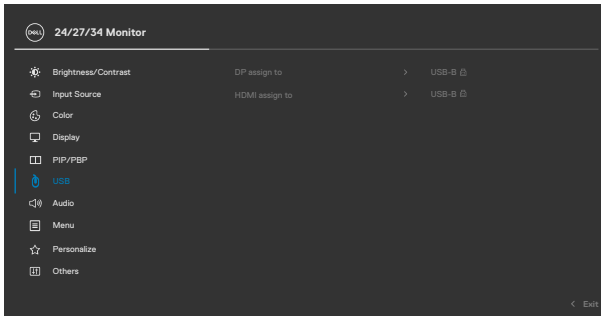 DELL 24/27/34 Monitor
Brightness/Contrast DP assign to > USB-B
Input Source HDMI assign to > USB-B
Color
Display
PIP/PBP
USB
Audio
Menu
Personalize
Others
< Exit